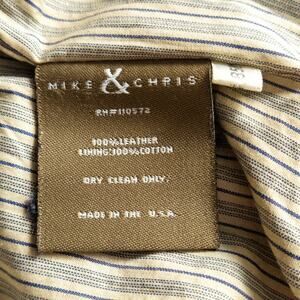 MIKE & CHRIS
RN#110572
100%LEATHER
LINING:100%COTTON
DRY CLEAN ONLY.
MADE IN THE U.S.A.